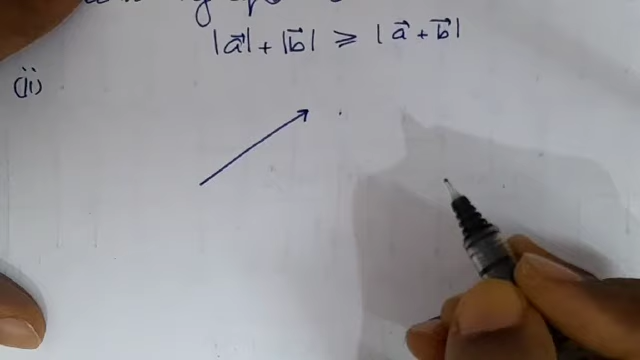 |a⃗| + |b⃗| ≥ |a⃗ + b⃗|
(ii)